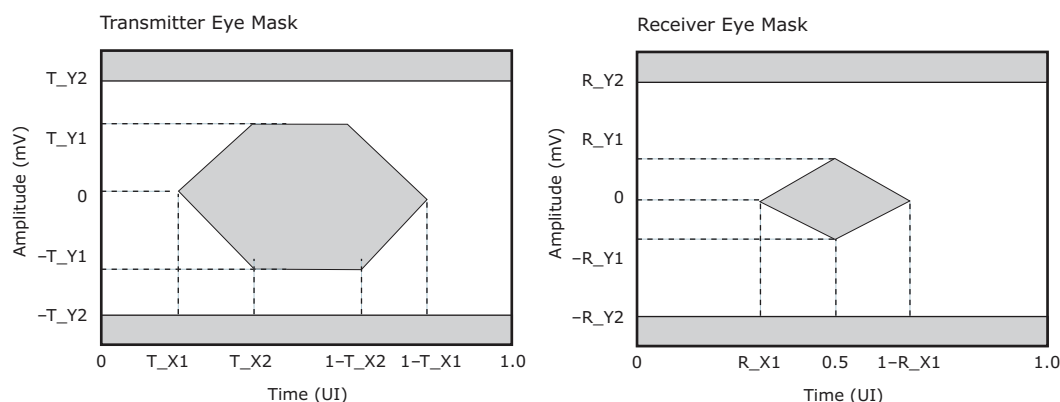 Transmitter Eye Mask
T_Y2
T_Y1
0
–T_Y1
–T_Y2
Amplitude (mV)
0
T_X1
T_X2
1–T_X2
1–T_X1
1.0
Time (UI)
Receiver Eye Mask
R_Y2
R_Y1
0
–R_Y1
–R_Y2
Amplitude (mV)
0
R_X1
0.5
1–R_X1
1.0
Time (UI)